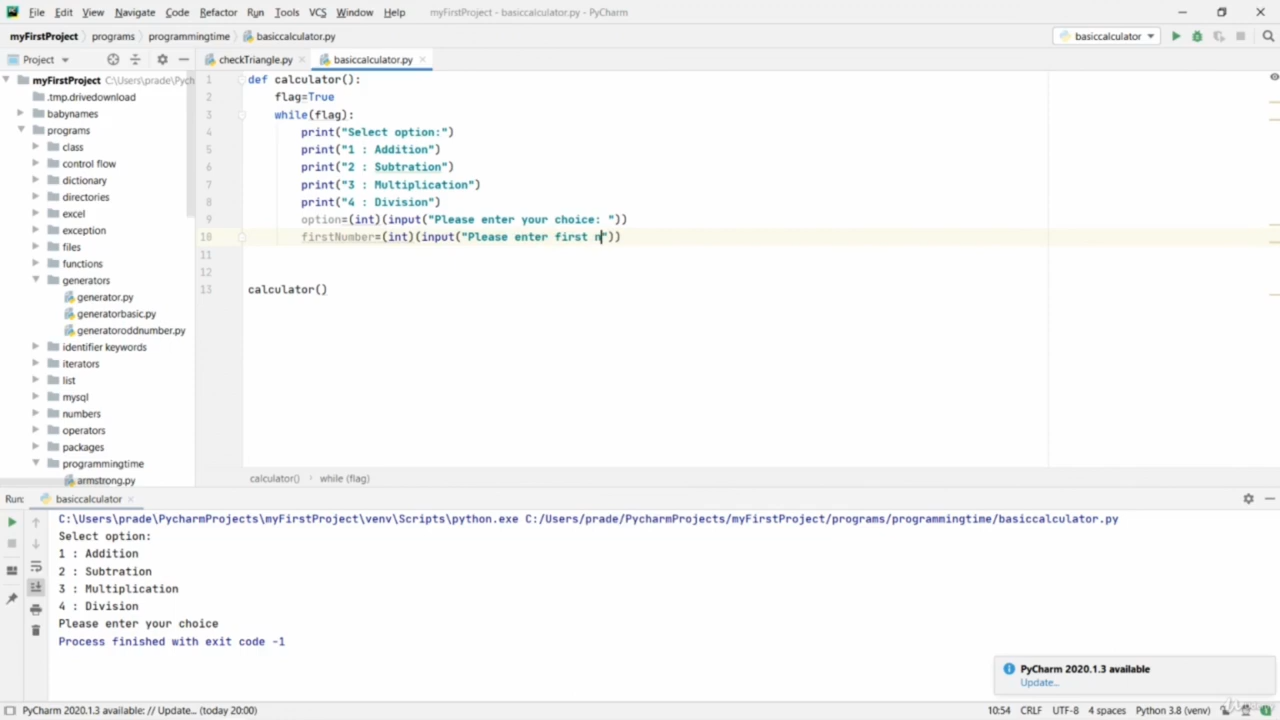 File Edit View Navigate Code Refactor Run Tools VCS Window Help myFirstProject - basiccalculator.py - PyCharm
myFirstProject programs programmingtime basiccalculator.py basiccalculator
Project checkTriangle.py basiccalculator.py
myFirstProject C:\Users\prade\Pych
.tmp.drivedownload
babynames
programs
class
control flow
dictionary
directories
excel
exception
files
functions
generators
generator.py
generatorbasic.py
generatoroddnumber.py
identifier keywords
iterators
list
mysql
numbers
operators
packages
programmingtime
armstrong.py
1 def calculator():
2 flag=True
3 while(flag):
4 print("Select option:")
5 print("1 : Addition")
6 print("2 : Subtration")
7 print("3 : Multiplication")
8 print("4 : Division")
9 option=(int)(input("Please enter your choice: "))
10 firstNumber=(int)(input("Please enter first n"))
11
12
13 calculator()
calculator() while (flag)
Run: basiccalculator
C:\Users\prade\PycharmProjects\myFirstProject\venv\Scripts\python.exe C:/Users/prade/PycharmProjects/myFirstProject/programs/programmingtime/basiccalculator.py
Select option:
1 : Addition
2 : Subtration
3 : Multiplication
4 : Division
Please enter your choice
Process finished with exit code -1
PyCharm 2020.1.3 available
Update...
PyCharm 2020.1.3 available: // Update... (today 20:00) 10:54 CRLF UTF-8 4 spaces Python 3.8 (venv)